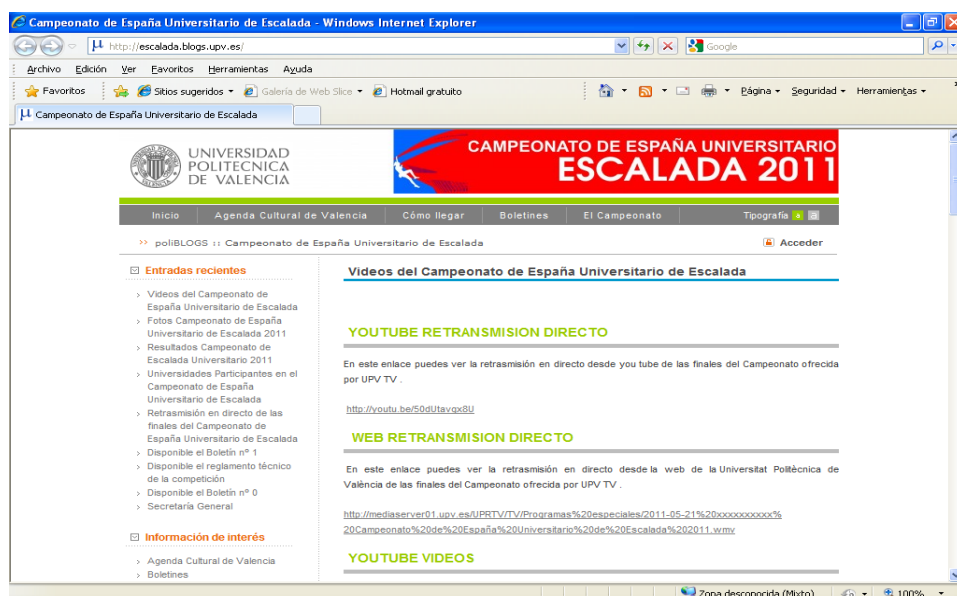 Campeonato de España Universitario de Escalada - Windows Internet Explorer
http://escalada.blogs.upv.es/
Google
Archivo Edición Ver Favoritos Herramientas Ayuda
Favoritos Sitios sugeridos Galería de Web Slice Hotmail gratuito Página Seguridad Herramientas
Campeonato de España Universitario de Escalada
UNIVERSIDAD
POLITECNICA
DE VALENCIA
CAMPEONATO DE ESPAÑA UNIVERSITARIO
ESCALADA 2011
Inicio Agenda Cultural de Valencia Cómo llegar Boletines El Campeonato Tipografía a a
>> poliBLOGS :: Campeonato de España Universitario de Escalada Acceder
Entradas recientes
> Videos del Campeonato de
España Universitario de Escalada
> Fotos Campeonato de España
Universitario de Escalada 2011
> Resultados Campeonato de
Escalada Universitario 2011
> Universidades Participantes en el
Campeonato de España
Universitario de Escalada
> Retrasmisión en directo de las
finales del Campeonato de
España Universitario de Escalada
> Disponible el Boletín nº 1
> Disponible el reglamento técnico
de la competición
> Disponible el Boletín nº 0
> Secretaría General
Información de interés
> Agenda Cultural de Valencia
> Boletines
Videos del Campeonato de España Universitario de Escalada
YOUTUBE RETRANSMISION DIRECTO
En este enlace puedes ver la retrasmisión en directo desde you tube de las finales del Campeonato ofrecida
por UPV TV .
http://youtu.be/50dUtavqx8U
WEB RETRANSMISION DIRECTO
En este enlace puedes ver la retrasmisión en directo desde la web de la Universitat Politècnica de
València de las finales del Campeonato ofrecida por UPV TV .
http://mediaserver01.upv.es/UPRTV/TV/Programas%20especiales/2011-05-21%20xxxxxxxxxx%
20Campeonato%20de%20España%20Universitario%20de%20Escalada%202011.wmv
YOUTUBE VIDEOS
Zona desconocida (Mixto) 100%